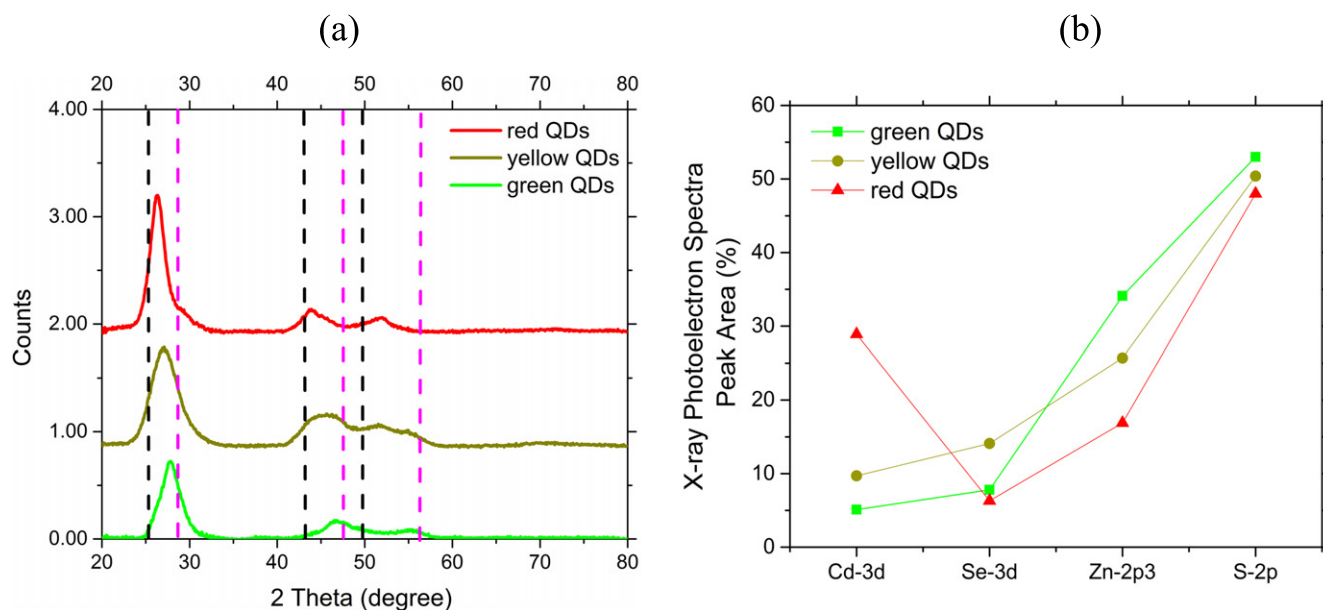 (a)
20 30 40 50 60 70 80
4.00
3.00
2.00
1.00
0.00
Counts
red QDs
yellow QDs
green QDs
20 30 40 50 60 70 80
2 Theta (degree)
(b)
X-ray Photoelectron Spectra
Peak Area (%)
60
50
40
30
20
10
0
green QDs
yellow QDs
red QDs
Cd-3d Se-3d Zn-2p3 S-2p